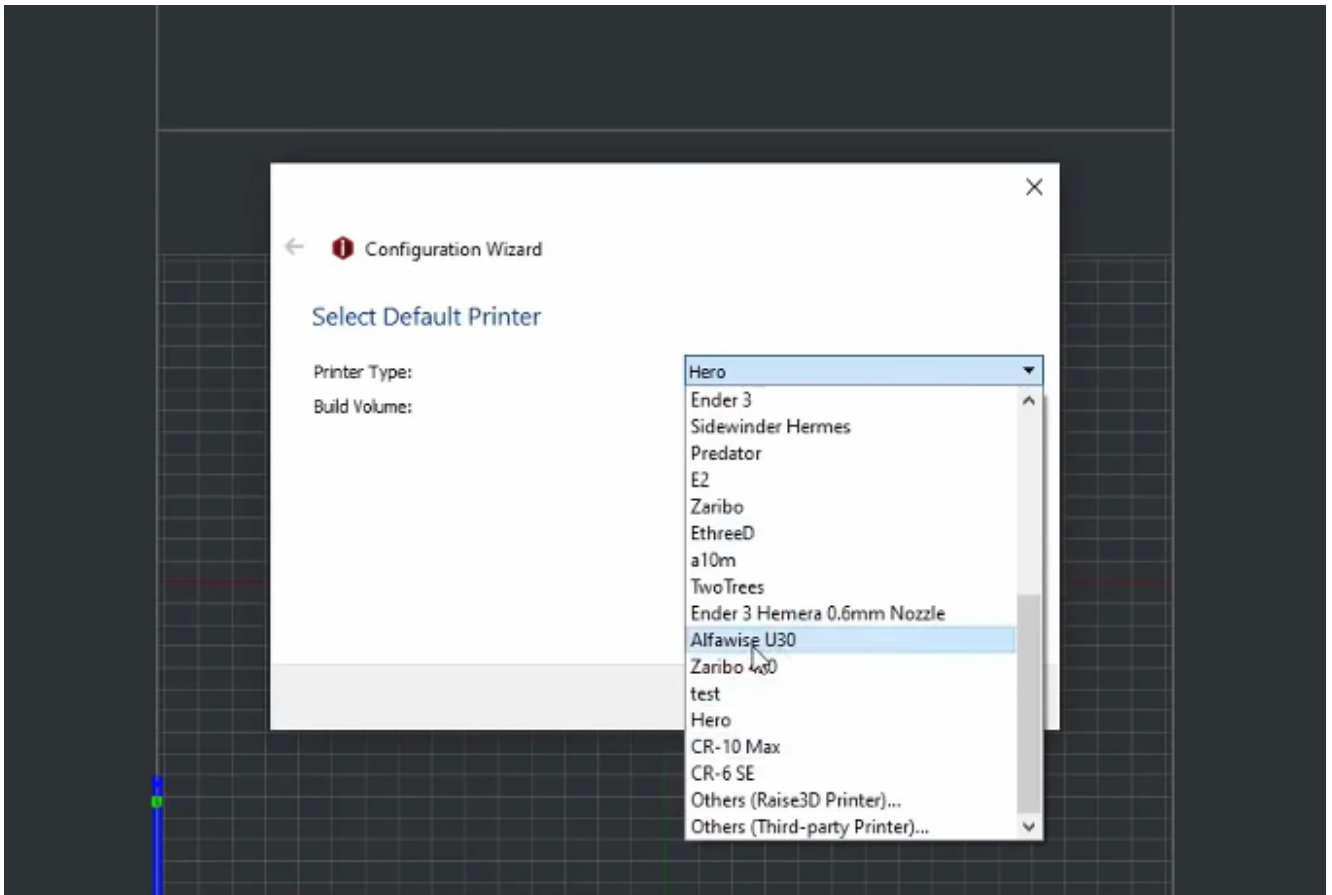 Configuration Wizard
Select Default Printer
Printer Type:
Hero
Build Volume:
Ender 3
Sidewinder Hermes
Predator
E2
Zaribo
EthreeD
a10m
TwoTrees
Ender 3 Hemera 0.6mm Nozzle
Alfawise U30
Zaribo
test
Hero
CR-10 Max
CR-6 SE
Others (Raise3D Printer)...
Others (Third-party Printer)...